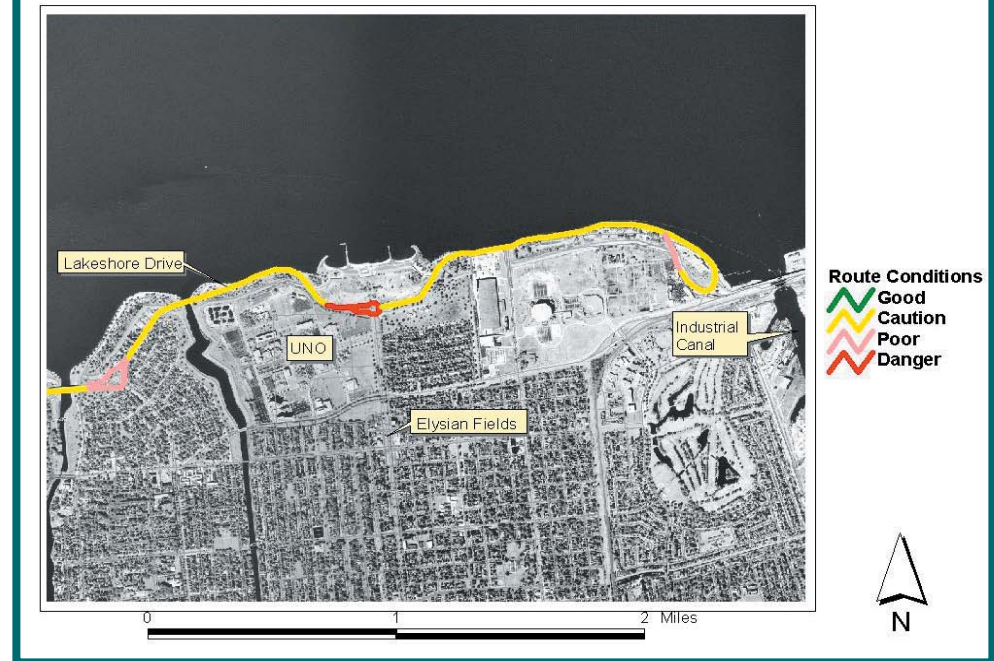 Lakeshore Drive
UNO
Elysian Fields
Industrial
Canal
Route Conditions
Good
Caution
Poor
Danger
0 1 2 Miles
N